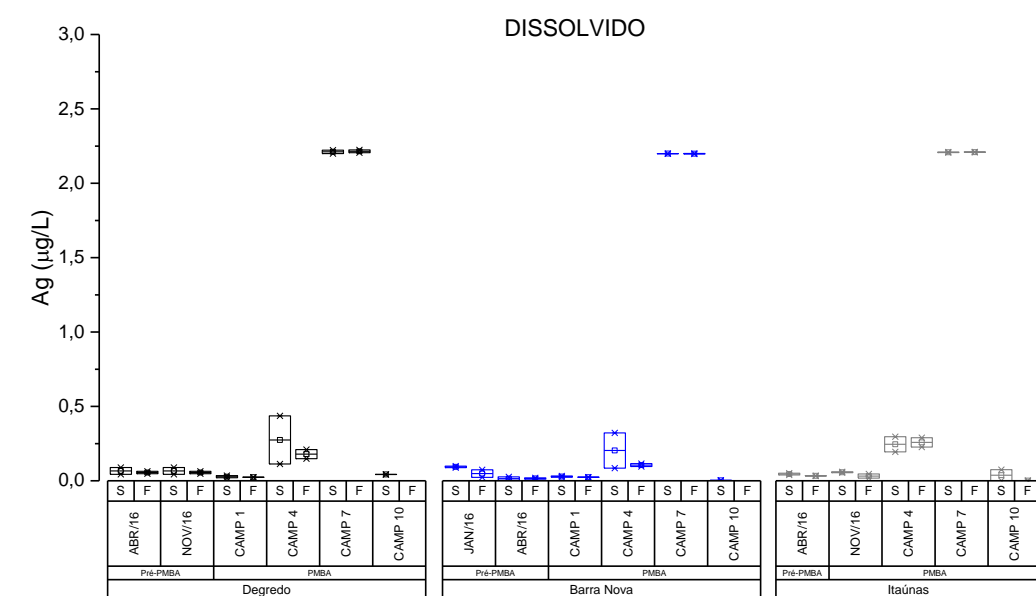 DISSOLVIDO
3,0
2,5
2,0
1,5
1,0
0,5
0,0
Ag (µg/L)
S F S F S F S F S F S F
ABR/16 NOV/16 CAMP 1 CAMP 4 CAMP 7 CAMP 10
Pré-PMBA PMBA
Degredo
S F S F S F S F S F S F
JAN/16 ABR/16 CAMP 1 CAMP 4 CAMP 7 CAMP 10
Pré-PMBA PMBA
Barra Nova
S F S F S F S F S F
ABR/16 NOV/16 CAMP 4 CAMP 7 CAMP 10
Pré-PMBA PMBA
Itaúnas